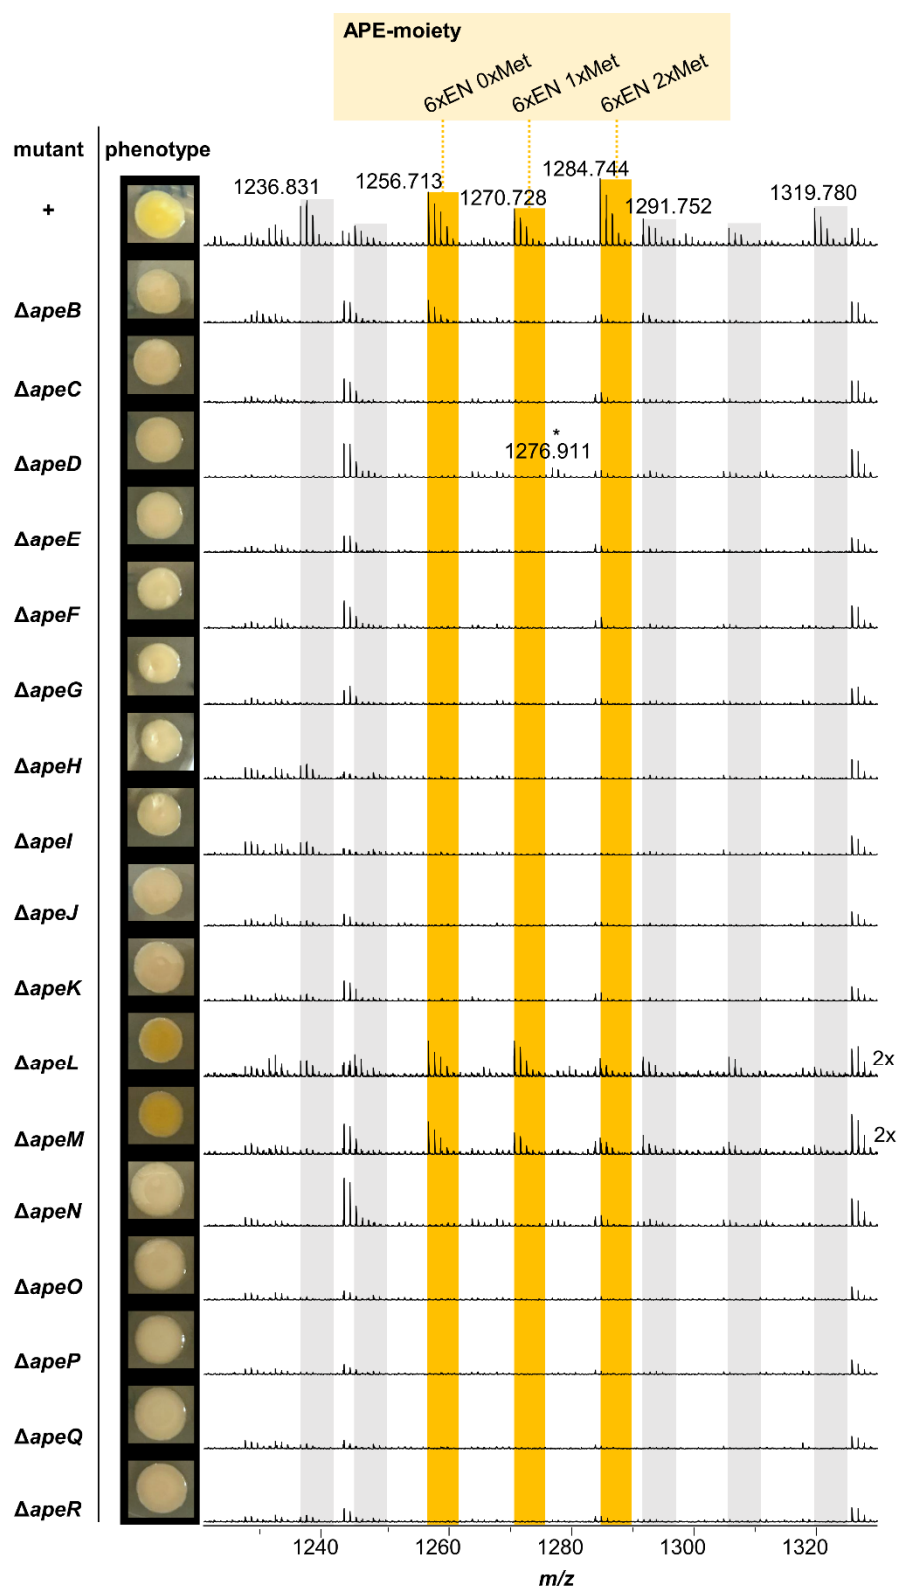 APE-moiety
6xEN 0xMet 6xEN 1xMet 6xEN 2xMet
mutant phenotype
1236.831 1256.713 1270.728 1284.744 1291.752 1319.780
+
ΔapeB
ΔapeC
ΔapeD
*
1276.911
ΔapeE
ΔapeF
ΔapeG
ΔapeH
ΔapeI
ΔapeJ
ΔapeK
ΔapeL 2x
ΔapeM 2x
ΔapeN
ΔapeO
ΔapeP
ΔapeQ
ΔapeR
1240 1260 1280 1300 1320
m/z